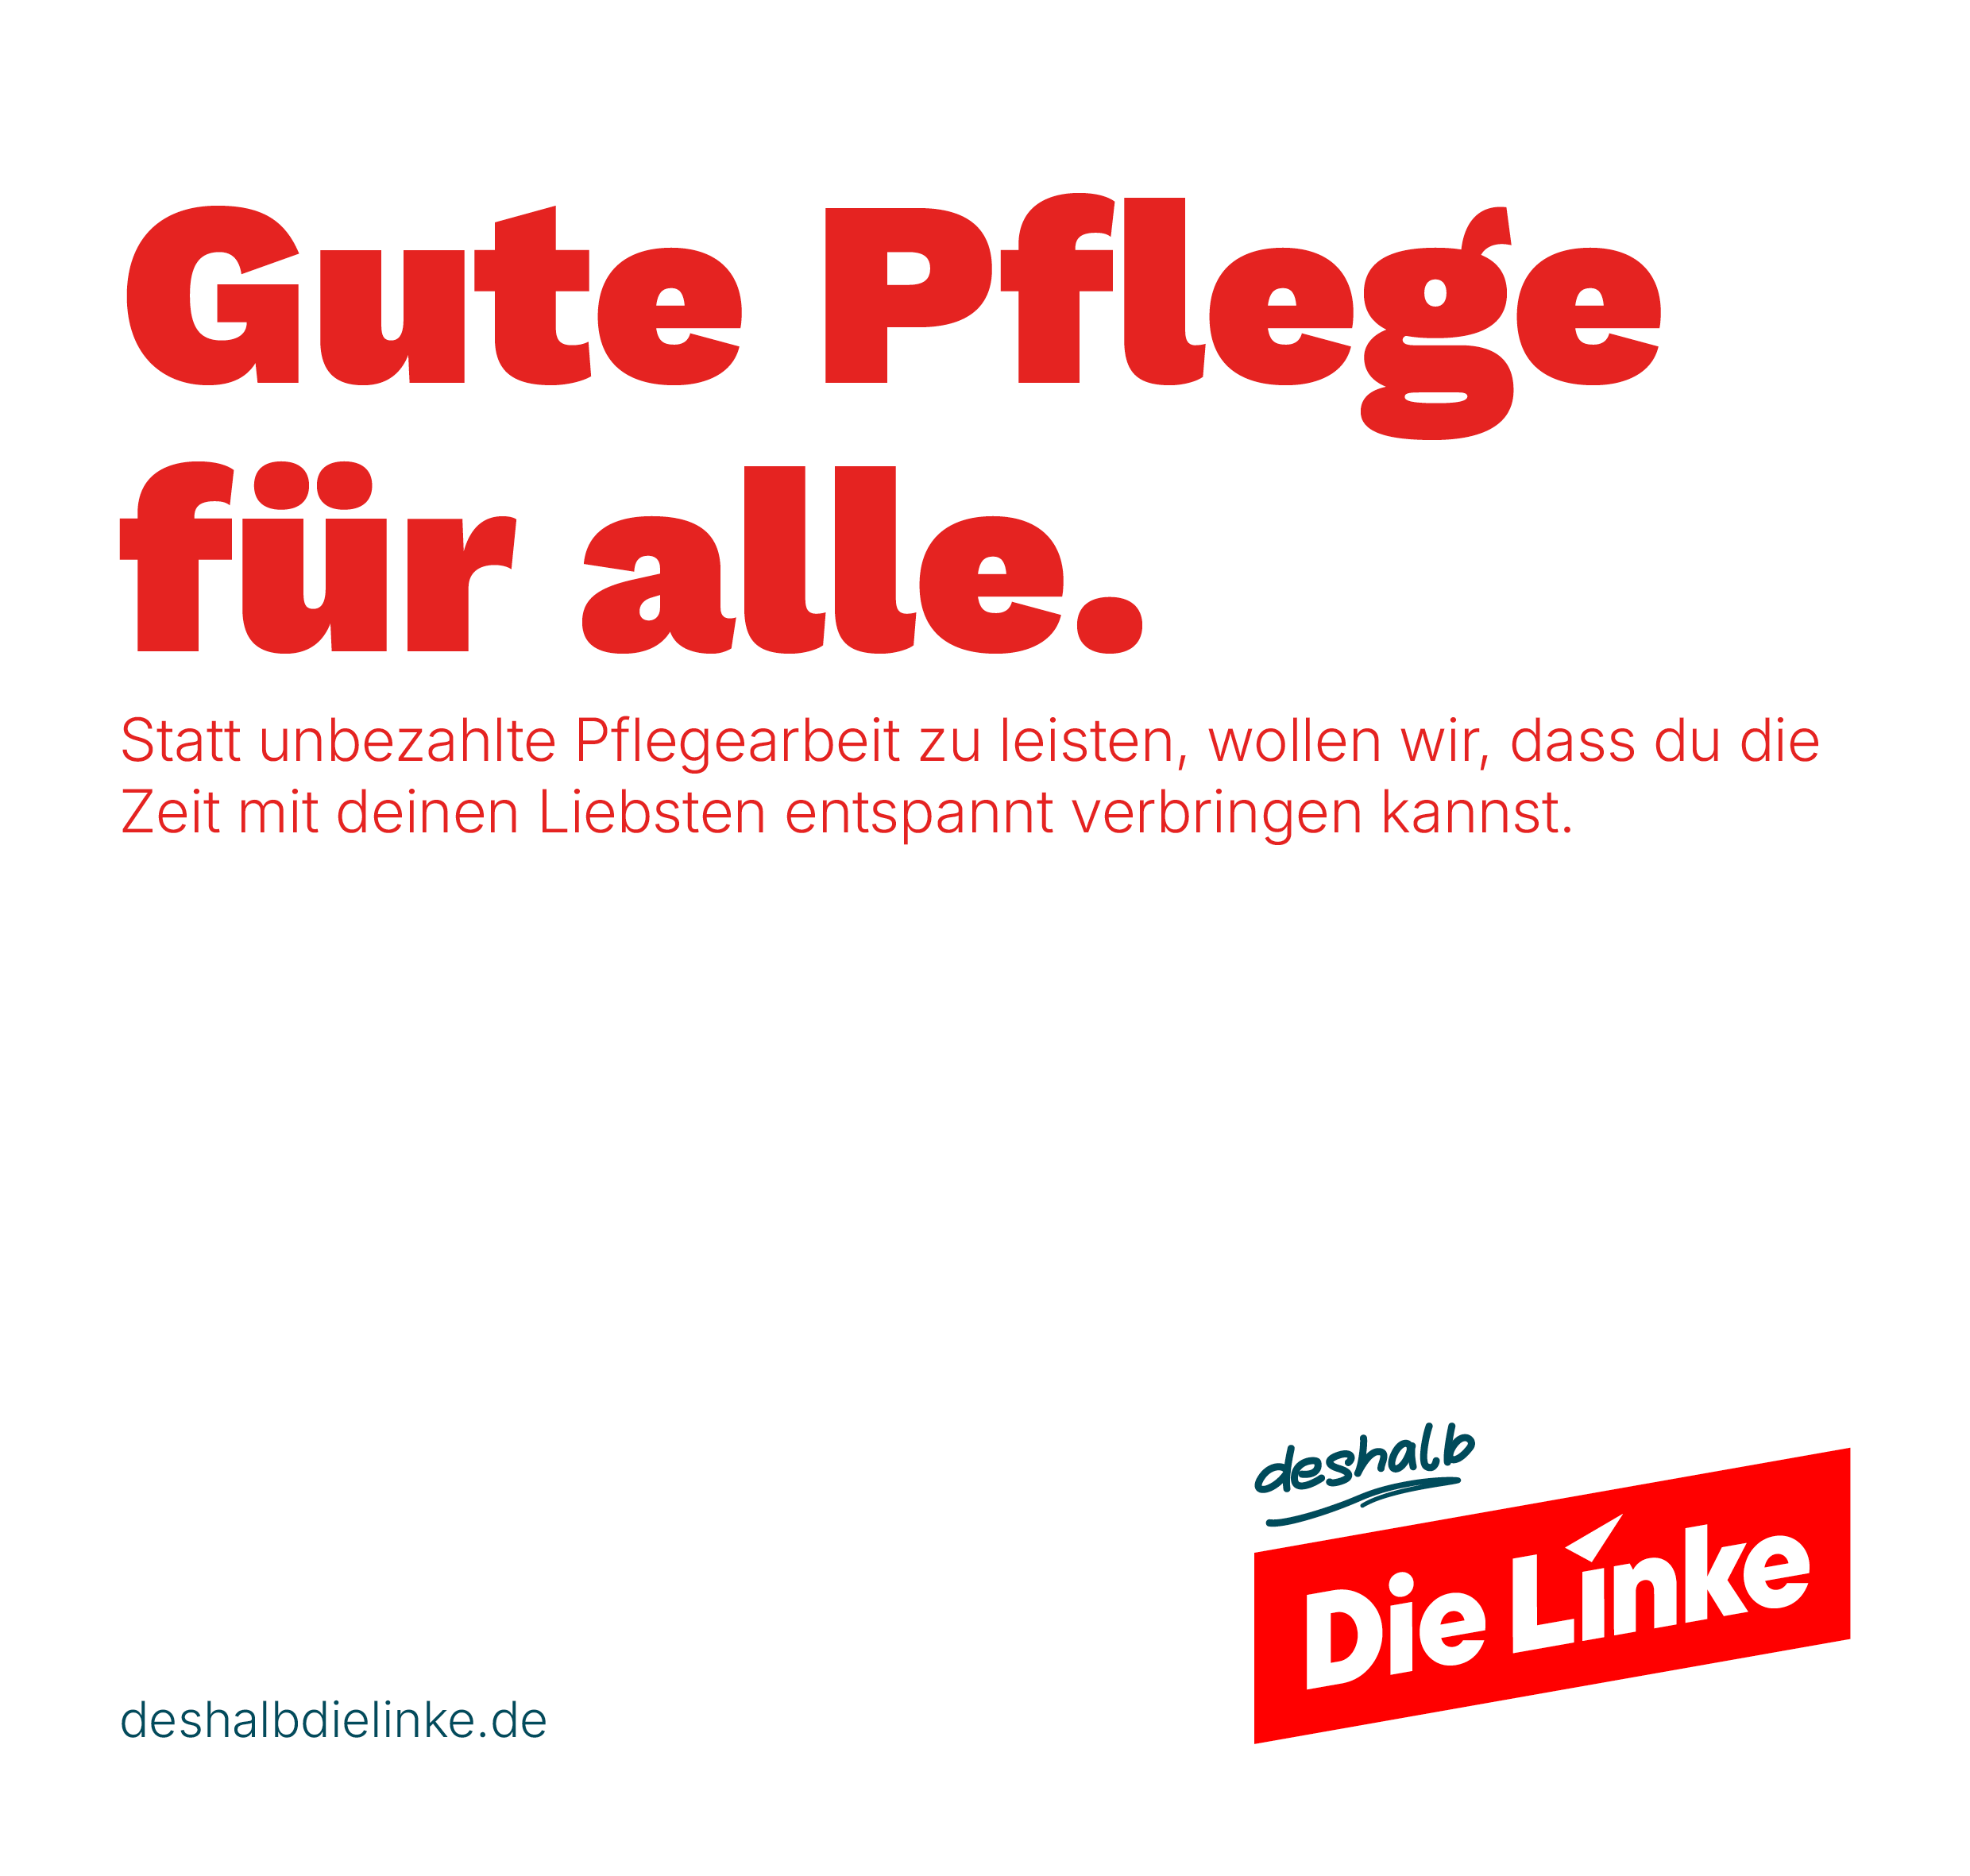 Gute Pflege
für alle.
Statt unbezahlte Pflegearbeit zu leisten, wollen wir, dass du die
Zeit mit deinen Liebsten entspannt verbringen kannst.
deshalb
Die Linke
deshalbdielinke.de